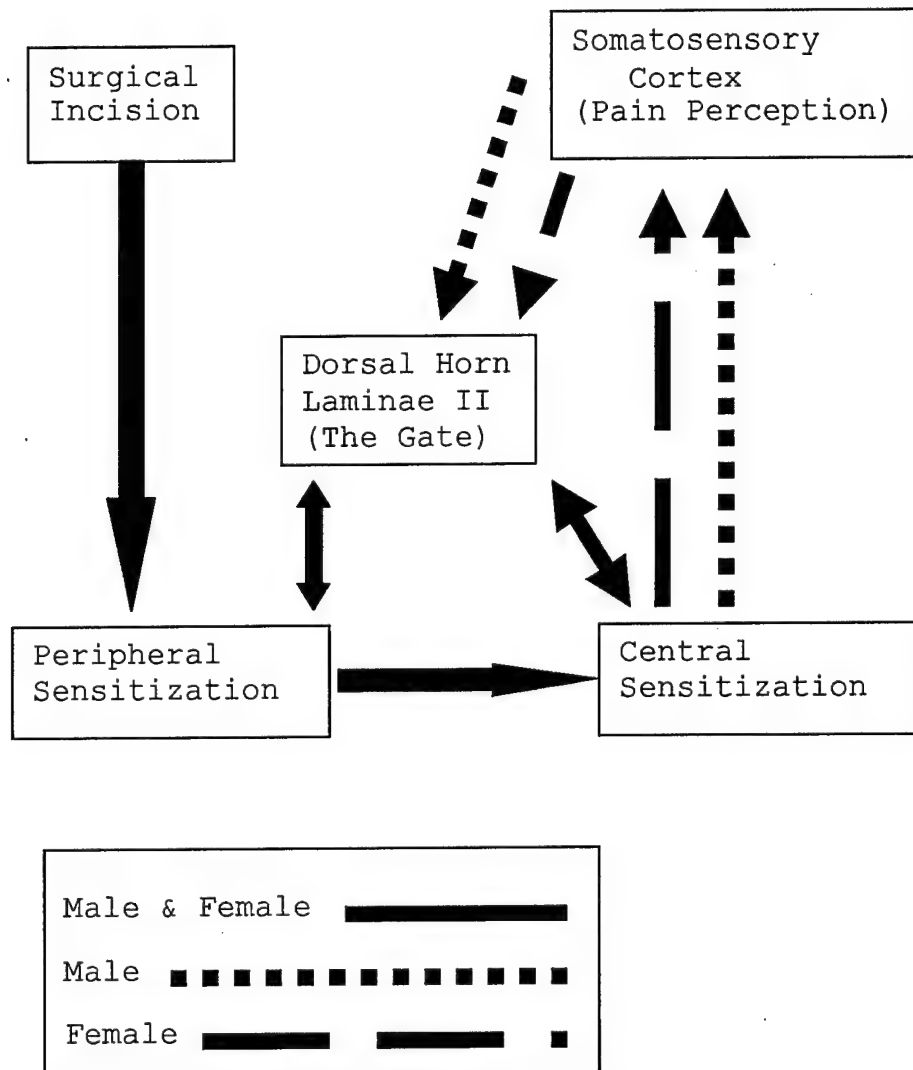 Surgical
Incision
Somatosensory
Cortex
(Pain Perception)
Dorsal Horn
Laminae II
(The Gate)
Peripheral
Sensitization
Central
Sensitization
Male & Female
Male
Female